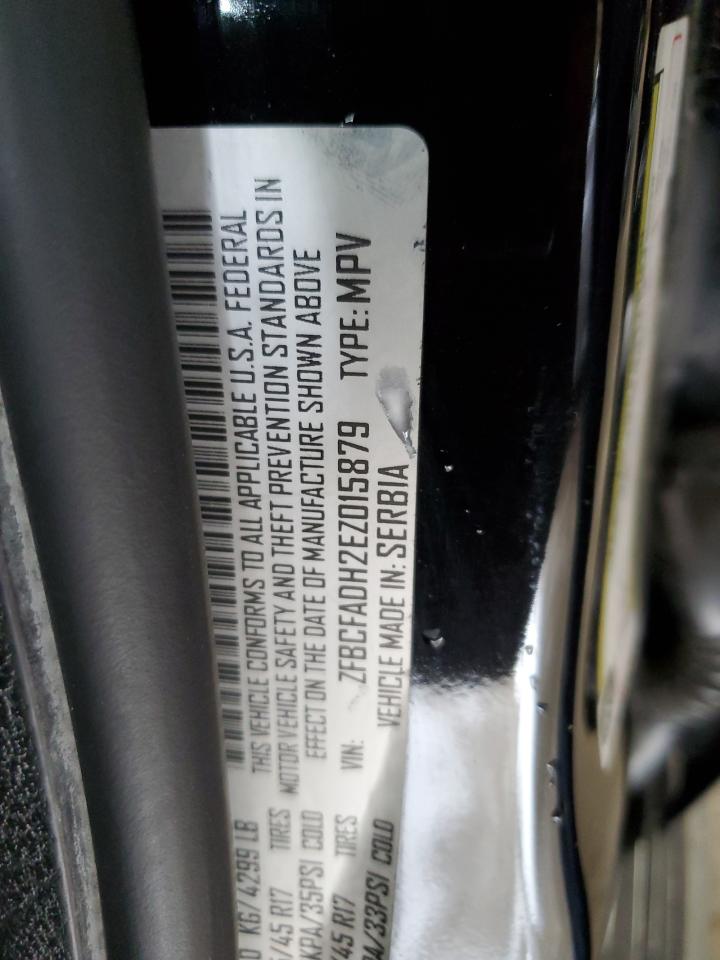 THIS VEHICLE CONFORMS TO ALL APPLICABLE U.S.A. FEDERAL
MOTOR VEHICLE SAFETY AND THEFT PREVENTION STANDARDS IN
EFFECT ON THE DATE OF MANUFACTURE SHOWN ABOVE
VIN: ZFBCFADH2EZ015879 TYPE: MPV
VEHICLE MADE IN: SERBIA
KG/ 4299 LB
/45 R17 TIRES
KPA/35PSI COLD
/45 R17 TIRES
PA/33PSI COLD